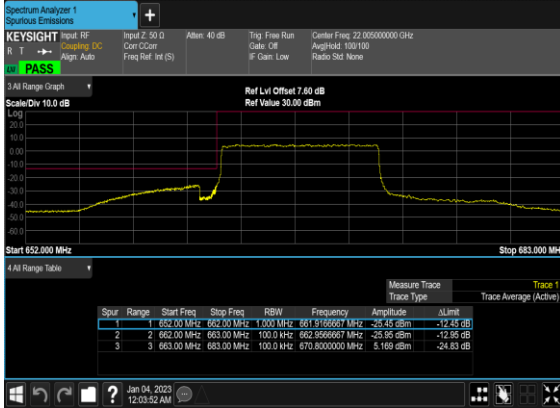 Spectrum Analyzer 1
Spurious Emissions
+
KEYSIGHT Input: RF Input Z: 50 Ω Atten: 40 dB Trig: Free Run Center Freq: 22.005000000 GHz
R T Coupling: DC Corr CCorr Gate: Off Avg|Hold: 100/100
Align: Auto Freq Ref: Int (S) IF Gain: Low Radio Std: None
PASS
3 All Range Graph
Ref Lvl Offset 7.60 dB
Scale/Div 10.0 dB Ref Value 30.00 dBm
Log
20.0
10.0
0.00
-10.0
-20.0
-30.0
-40.0
-50.0
-60.0
Start 652.000 MHz Stop 683.000 MH
4 All Range Table
Measure Trace Trace 1
Trace Type Trace Average (Active)
Spur Range Start Freq Stop Freq RBW Frequency Amplitude ΔLimit
1 1 652.00 MHz 662.00 MHz 1.000 MHz 661.9166667 MHz -25.45 dBm -12.45 dB
2 2 662.00 MHz 663.00 MHz 100.0 kHz 662.9566667 MHz -25.95 dBm -12.95 dB
3 3 663.00 MHz 683.00 MHz 100.0 kHz 670.8000000 MHz 5.169 dBm -24.83 dB
? Jan 04, 2023
12:03:52 AM